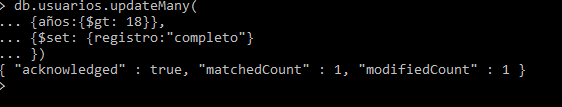 > db.usuarios.updateMany(
... {años:{$gt: 18}},
... {$set: {registro:"completo"}
... })
{ "acknowledged" : true, "matchedCount" : 1, "modifiedCount" : 1 }
>